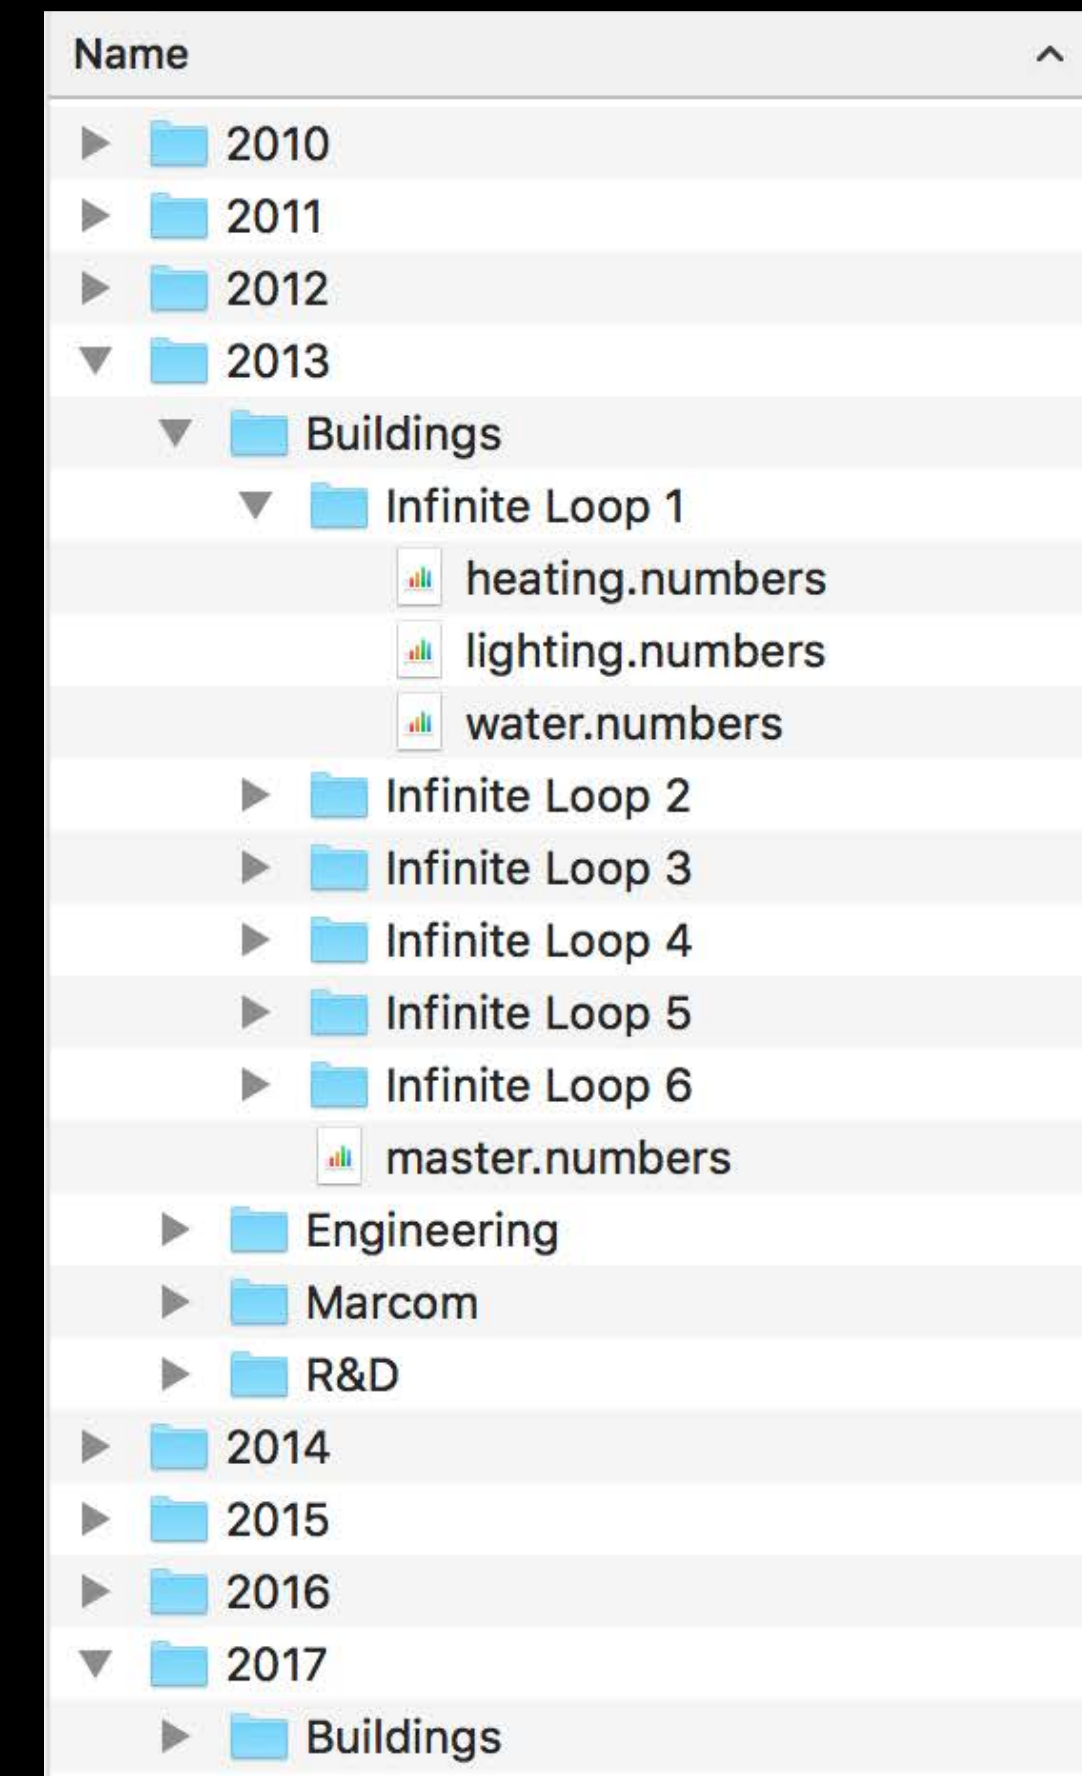 Name
2010
2011
2012
2013
Buildings
Infinite Loop 1
heating.numbers
lighting.numbers
water.numbers
Infinite Loop 2
Infinite Loop 3
Infinite Loop 4
Infinite Loop 5
Infinite Loop 6
master.numbers
Engineering
Marcom
R&D
2014
2015
2016
2017
Buildings